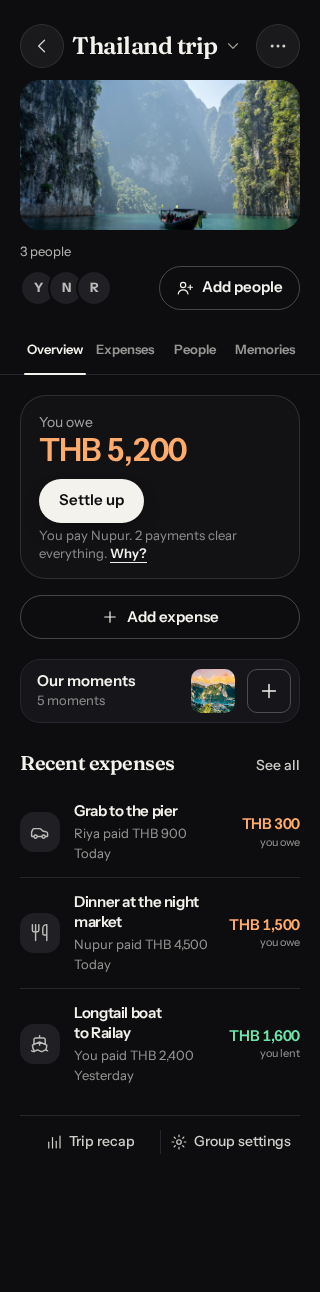 Thailand trip
3 people
Y N R
Add people
Overview Expenses People Memories
You owe
THB 5,200
Settle up
You pay Nupur. 2 payments clear
everything. Why?
Add expense
Our moments
5 moments
Recent expenses See all
Grab to the pier
Riya paid THB 900
Today
THB 300
you owe
Dinner at the night
market
Nupur paid THB 4,500
Today
THB 1,500
you owe
Longtail boat
to Railay
You paid THB 2,400
Yesterday
THB 1,600
you lent
Trip recap Group settings